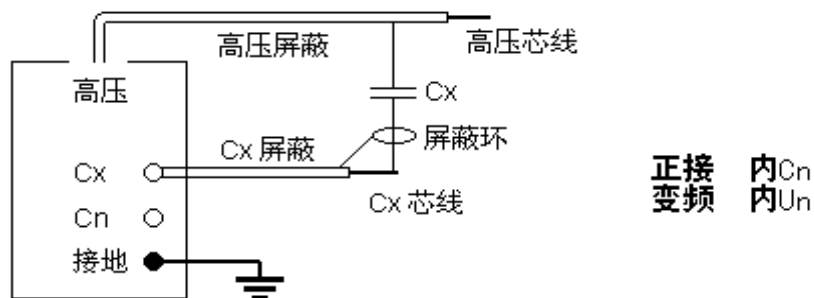 高压屏蔽
高压芯线
高压
Cx
屏蔽环
Cx 屏蔽
Cx
Cx 芯线
Cn
接地
正接 内Cn
变频 内Un